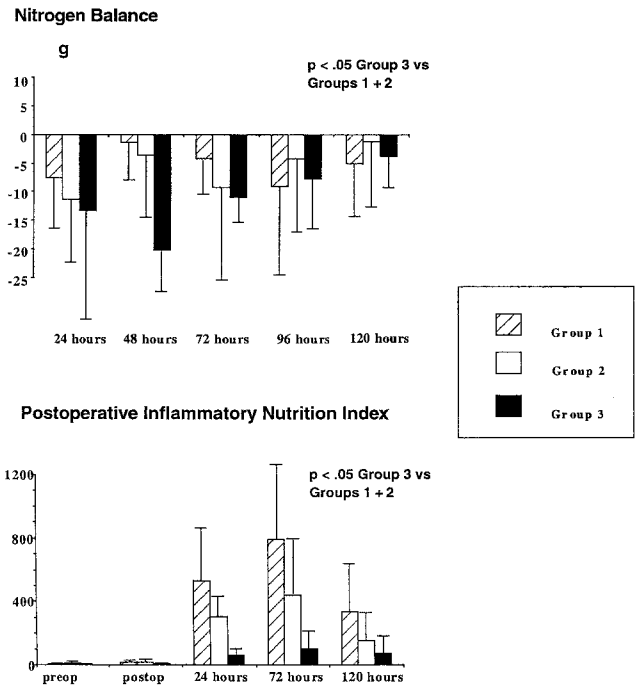 Nitrogen Balance
g
p < .05 Group 3 vs
Groups 1 + 2
10
5
0
-5
-10
-15
-20
-25
24 hours 48 hours 72 hours 96 hours 120 hours
Group 1
Group 2
Group 3
Postoperative Inflammatory Nutrition Index
p < .05 Group 3 vs
Groups 1 + 2
1200
800
400
0
preop postop 24 hours 72 hours 120 hours